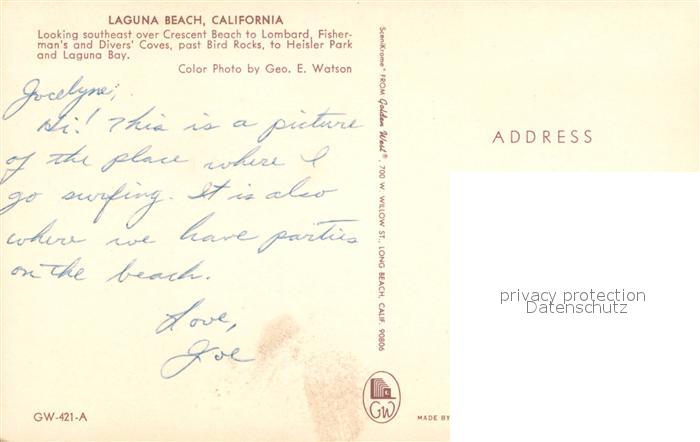 LAGUNA BEACH, CALIFORNIA
Looking southeast over Crescent Beach to Lombard, Fisher-
man's and Divers' Coves, past Bird Rocks, to Heisler Park
and Laguna Bay.
Color Photo by Geo. E. Watson
Jocelyne;
Hi! This is a picture
of the place where I
go surfing. It is also
where we have parties
on the beach.
Love,
Joe
GW-421-A
SceniKrome® FROM Golden West®, 700 W. WILLOW ST., LONG BEACH, CALIF. 90806
GW
MADE BY
ADDRESS
privacy protection
Datenschutz